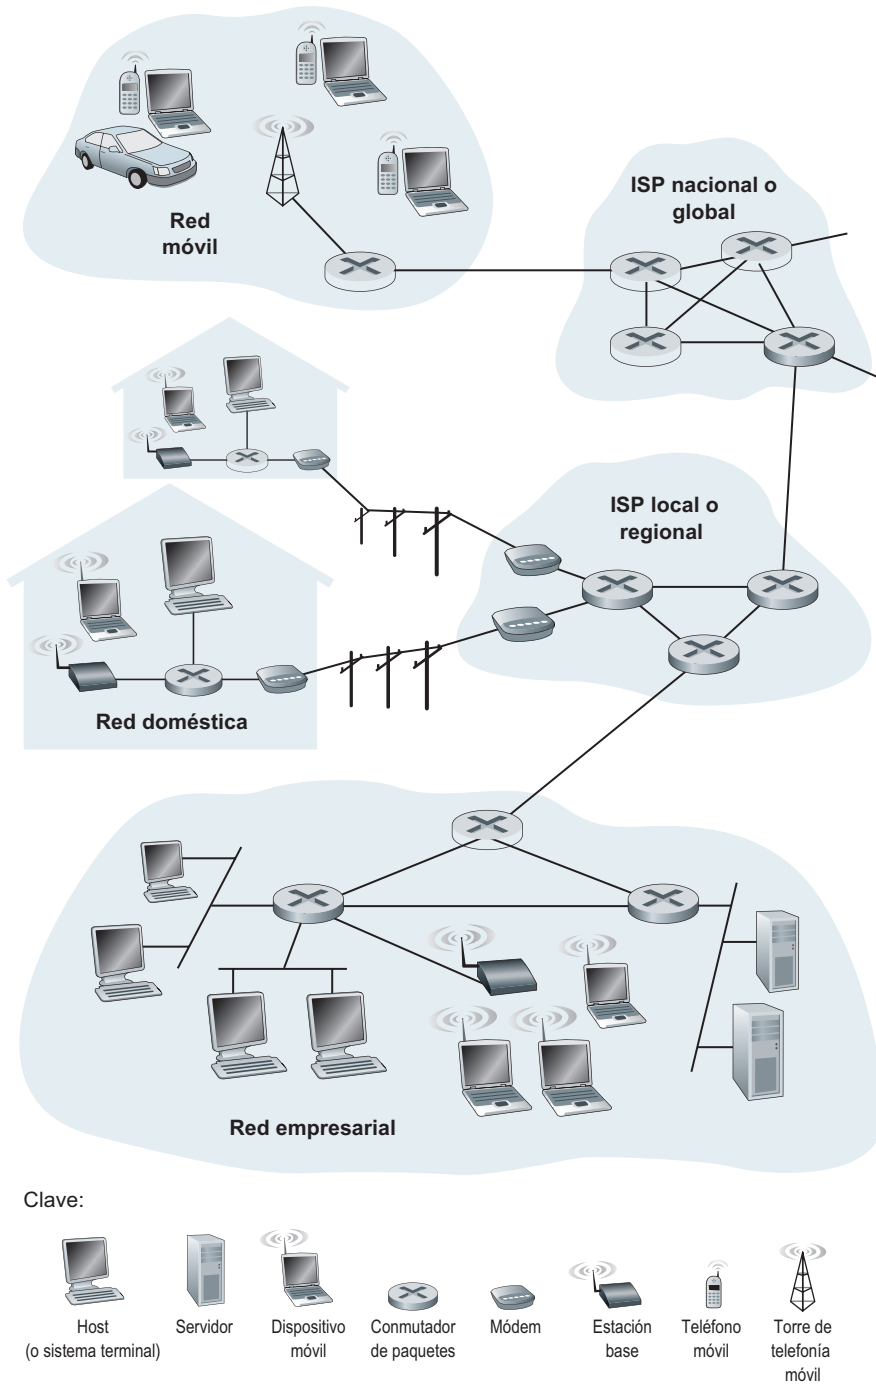 ISP nacional o
global
Red
móvil
ISP local o
regional
Red doméstica
Red empresarial
Clave:
Host
(o sistema terminal)
Servidor
Dispositivo
móvil
Conmutador
de paquetes
Módem
Estación
base
Teléfono
móvil
Torre de
telefonía
móvil